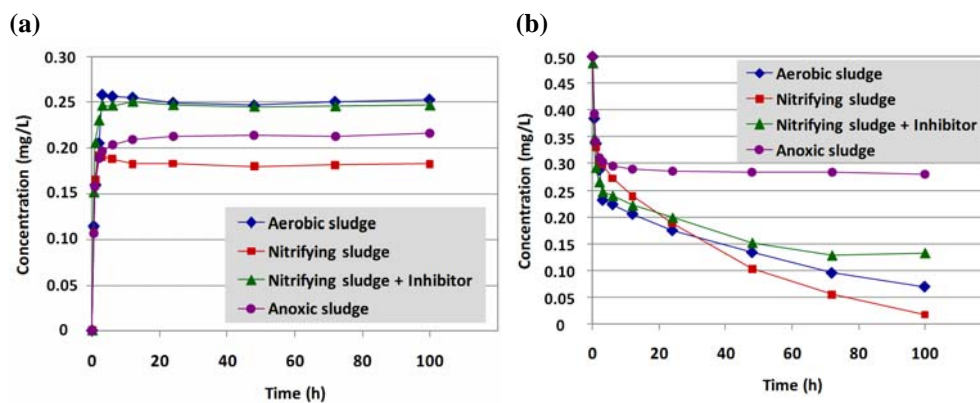 (a)
Concentration (mg/L)
0.30
0.25
0.20
0.15
0.10
0.05
0
Aerobic sludge
Nitrifying sludge
Nitrifying sludge + Inhibitor
Anoxic sludge
0 20 40 60 80 100
Time (h)
(b)
Concentration (mg/L)
0.50
0.45
0.40
0.35
0.30
0.25
0.20
0.15
0.10
0.05
0
Aerobic sludge
Nitrifying sludge
Nitrifying sludge + Inhibitor
Anoxic sludge
0 20 40 60 80 100
Time (h)